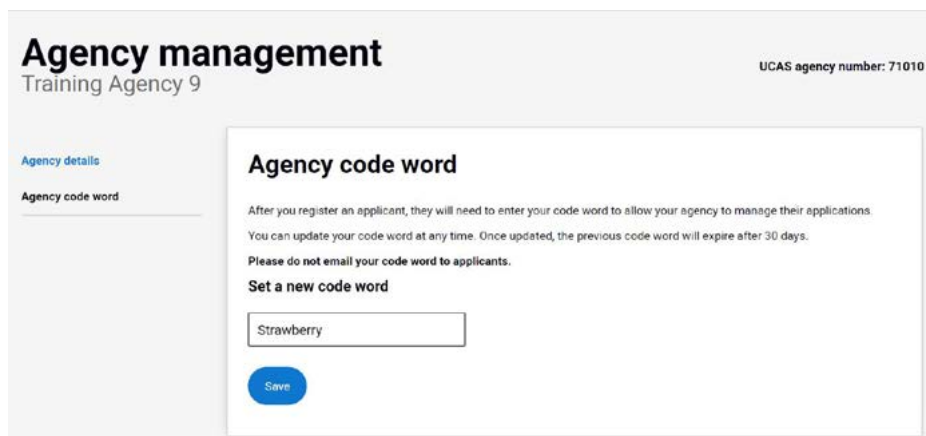 Agency management
Training Agency 9
UCAS agency number: 71010
Agency details
Agency code word
Agency code word
After you register an applicant, they will need to enter your code word to allow your agency to manage their applications
You can update your code word at any time. Once updated, the previous code word will expire after 30 days.
Please do not email your code word to applicants.
Set a new code word
Strawberry
Save